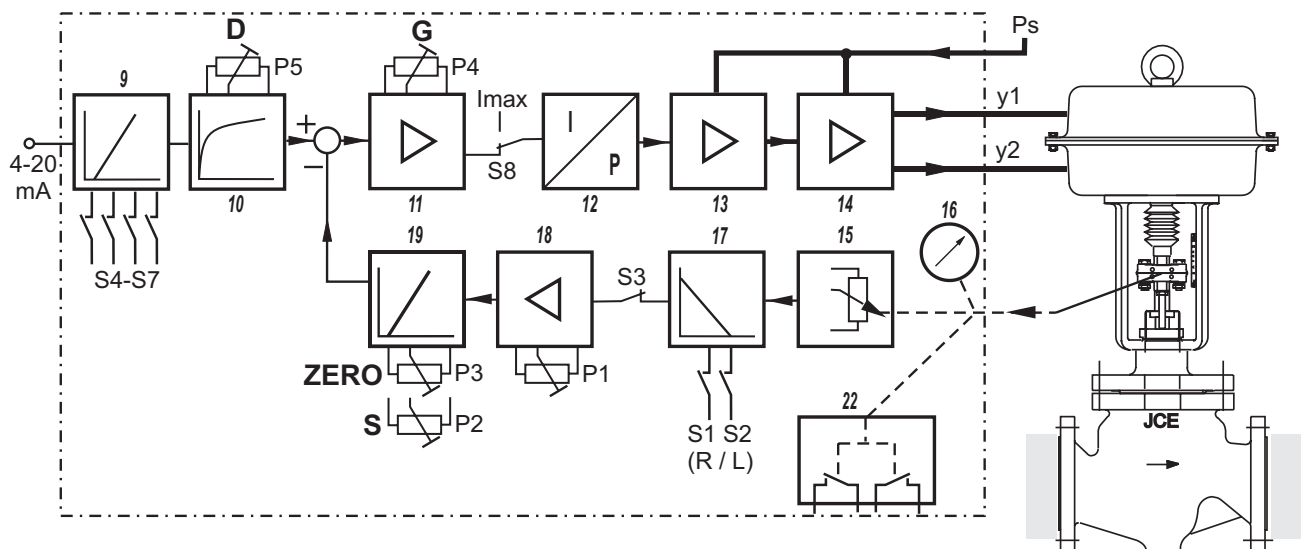 D
G
Ps
9
P5
P4
Imax
y1
+
I
4-20
mA
−
S8
P
y2
10
11
12
13
14
16
19
18
17
15
S4-S7
S3
ZERO
P3
P1
22
S
P2
S1 S2
(R / L)
JCE